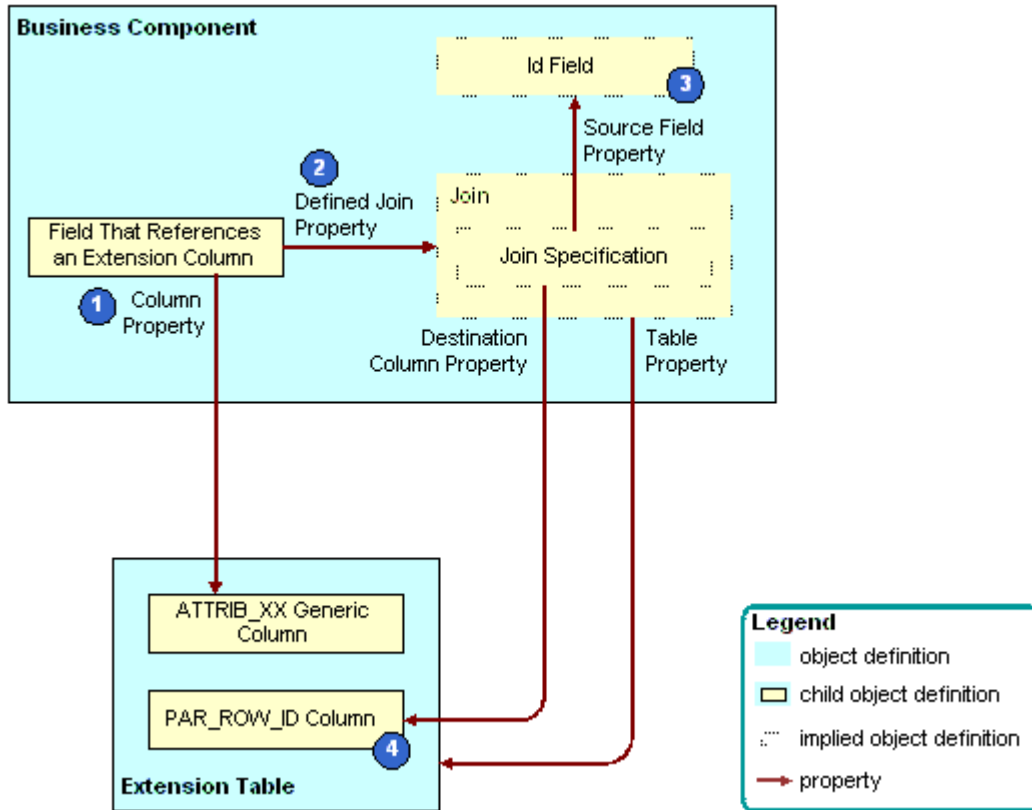 Business Component
Id Field
3
Source Field
Property
2
Defined Join
Property
Join
Field That References
an Extension Column
Join Specification
1
Column
Property
Destination
Column Property
Table
Property
ATTRIB_XX Generic
Column
PAR_ROW_ID Column
4
Extension Table
Legend
object definition
child object definition
implied object definition
property